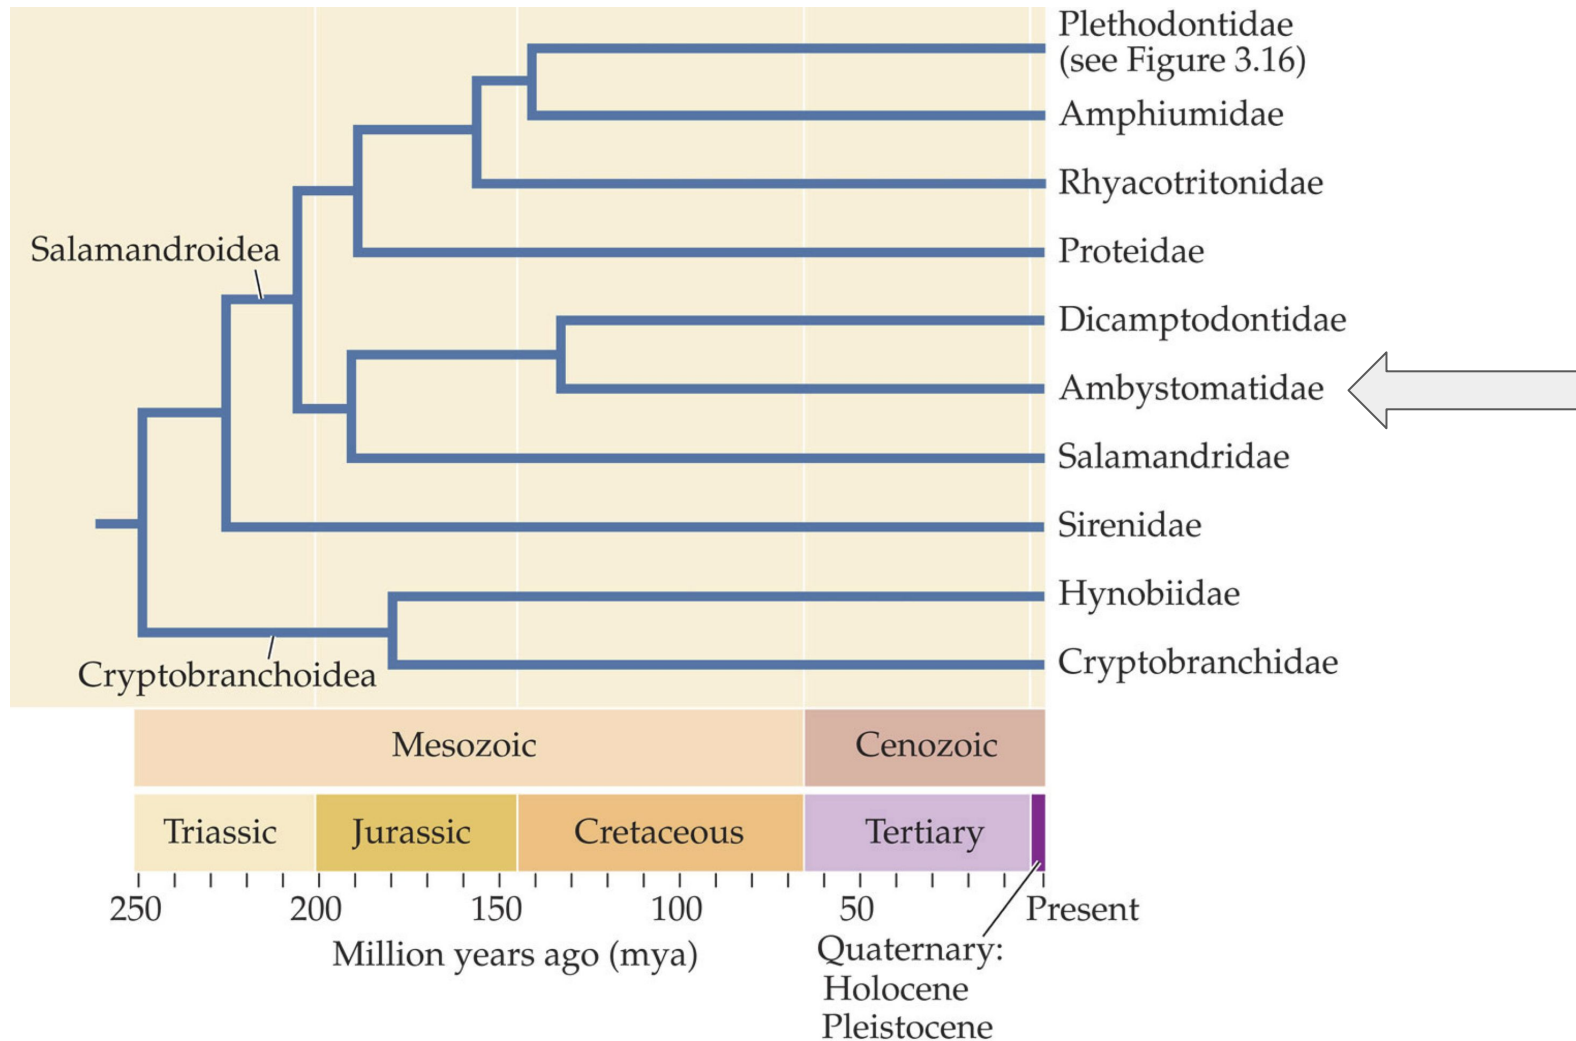 Plethodontidae
(see Figure 3.16)
Amphiumidae
Rhyacotritonidae
Proteidae
Salamandroidea
Dicamptodontidae
Ambystomatidae
Salamandridae
Sirenidae
Hynobiidae
Cryptobranchidae
Cryptobranchoidea
Mesozoic Cenozoic
Triassic Jurassic Cretaceous Tertiary
250 200 150 100 50 Present
Million years ago (mya)
Quaternary:
Holocene
Pleistocene